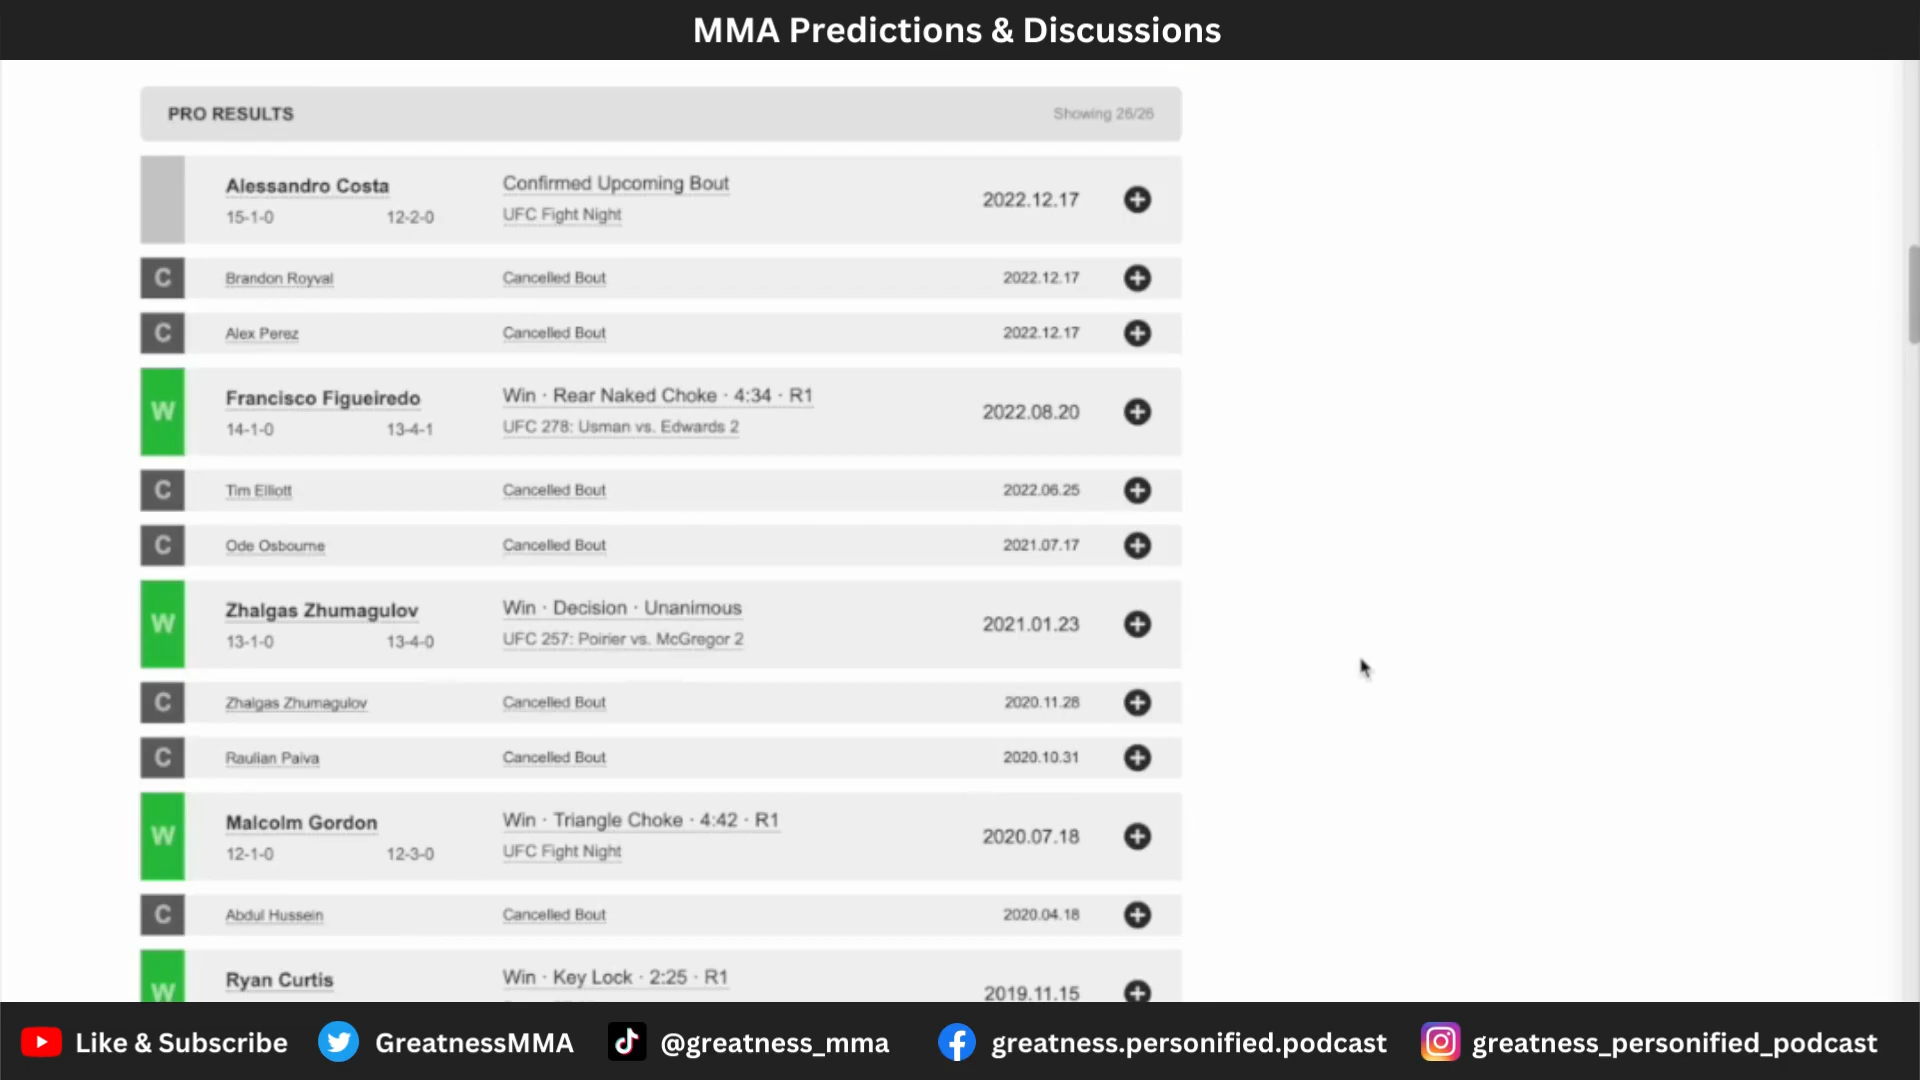 MMA Predictions & Discussions
PRO RESULTS Showing 26/26
Alessandro Costa Confirmed Upcoming Bout 2022.12.17
15-1-0 12-2-0 UFC Fight Night
C Brandon Royval Cancelled Bout 2022.12.17
C Alex Perez Cancelled Bout 2022.12.17
W Francisco Figueiredo Win · Rear Naked Choke · 4:34 · R1 2022.08.20
14-1-0 13-4-1 UFC 278: Usman vs. Edwards 2
C Tim Elliott Cancelled Bout 2022.06.25
C Ode Osbourne Cancelled Bout 2021.07.17
W Zhalgas Zhumagulov Win · Decision · Unanimous 2021.01.23
13-1-0 13-4-0 UFC 257: Poirier vs. McGregor 2
C Zhalgas Zhumagulov Cancelled Bout 2020.11.28
C Raulian Paiva Cancelled Bout 2020.10.31
W Malcolm Gordon Win · Triangle Choke · 4:42 · R1 2020.07.18
12-1-0 12-3-0 UFC Fight Night
C Abdul Hussein Cancelled Bout 2020.04.18
W Ryan Curtis Win · Key Lock · 2:25 · R1 2019.11.15
Like & Subscribe GreatnessMMA @greatness_mma greatness.personified.podcast greatness_personified_podcast